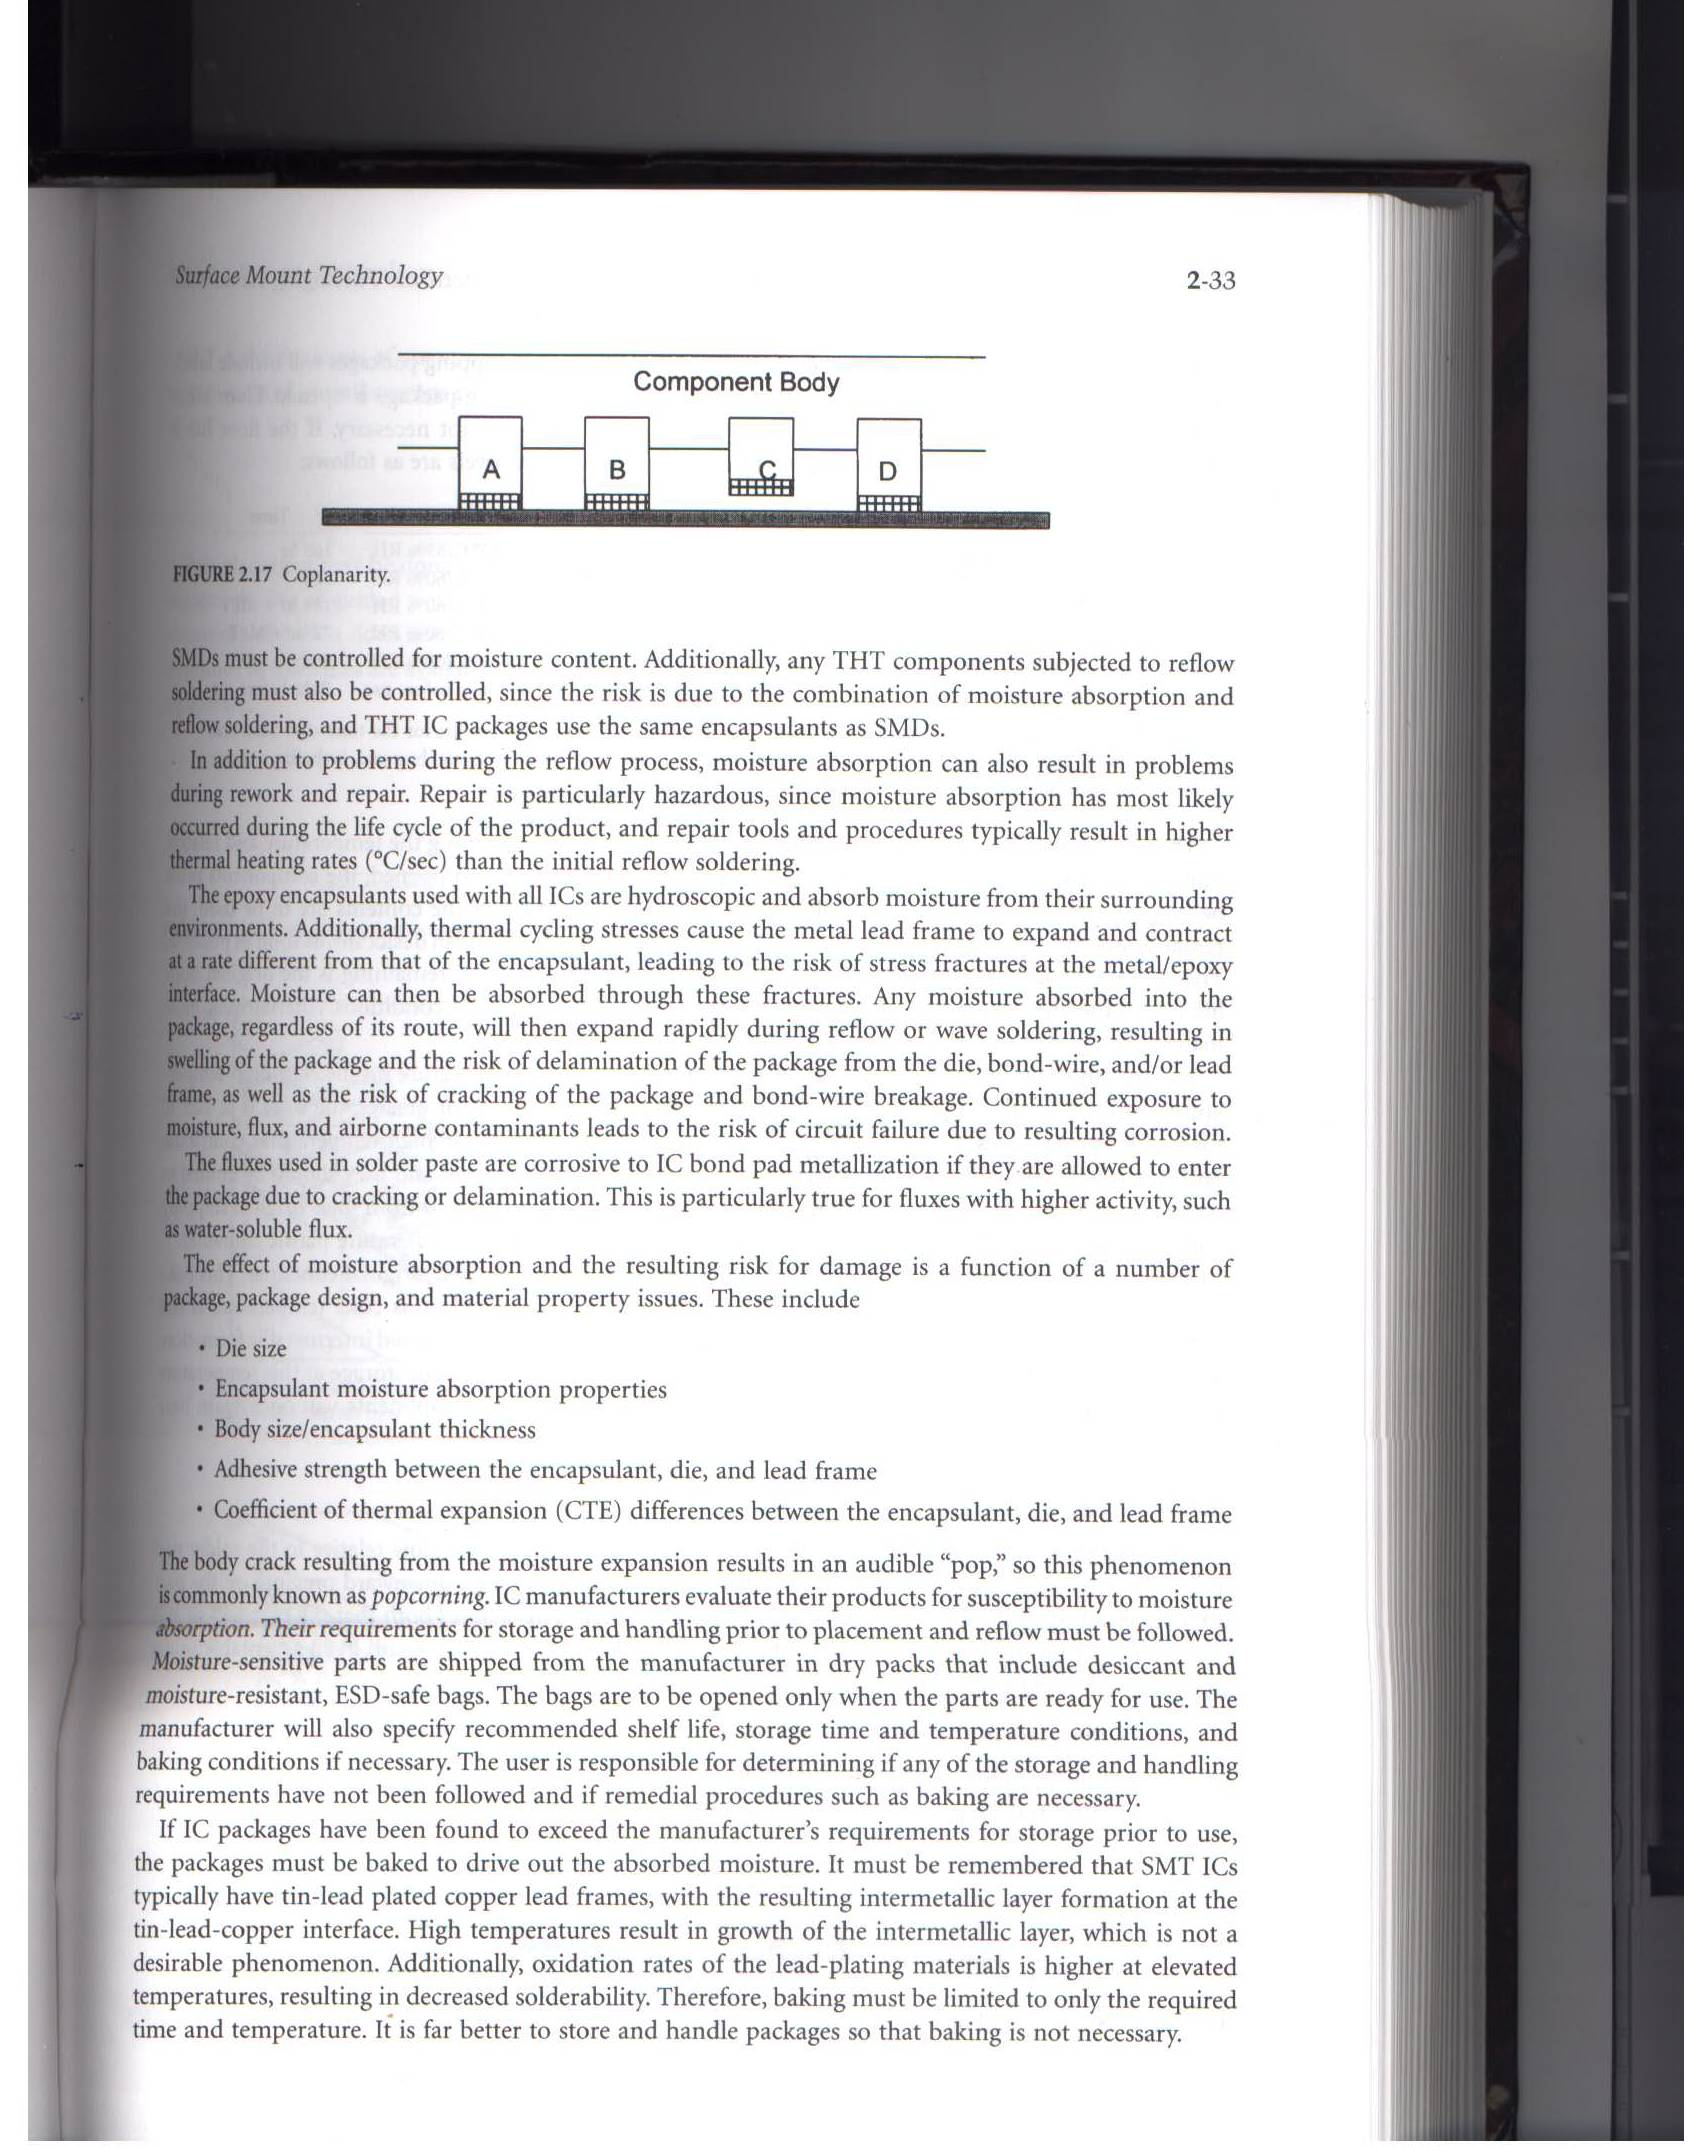 Surface Mount Technology
2-33
Component Body
A B C D
FIGURE 2.17 Coplanarity.
SMDs must be controlled for moisture content. Additionally, any THT components subjected to reflow
soldering must also be controlled, since the risk is due to the combination of moisture absorption and
reflow soldering, and THT IC packages use the same encapsulants as SMDs.
In addition to problems during the reflow process, moisture absorption can also result in problems
during rework and repair. Repair is particularly hazardous, since moisture absorption has most likely
occurred during the life cycle of the product, and repair tools and procedures typically result in higher
thermal heating rates (°C/sec) than the initial reflow soldering.
The epoxy encapsulants used with all ICs are hydroscopic and absorb moisture from their surrounding
environments. Additionally, thermal cycling stresses cause the metal lead frame to expand and contract
at a rate different from that of the encapsulant, leading to the risk of stress fractures at the metal/epoxy
interface. Moisture can then be absorbed through these fractures. Any moisture absorbed into the
package, regardless of its route, will then expand rapidly during reflow or wave soldering, resulting in
swelling of the package and the risk of delamination of the package from the die, bond-wire, and/or lead
frame, as well as the risk of cracking of the package and bond-wire breakage. Continued exposure to
moisture, flux, and airborne contaminants leads to the risk of circuit failure due to resulting corrosion.
The fluxes used in solder paste are corrosive to IC bond pad metallization if they are allowed to enter
the package due to cracking or delamination. This is particularly true for fluxes with higher activity, such
as water-soluble flux.
The effect of moisture absorption and the resulting risk for damage is a function of a number of
package, package design, and material property issues. These include
• Die size
• Encapsulant moisture absorption properties
• Body size/encapsulant thickness
• Adhesive strength between the encapsulant, die, and lead frame
• Coefficient of thermal expansion (CTE) differences between the encapsulant, die, and lead frame
The body crack resulting from the moisture expansion results in an audible “pop,” so this phenomenon
is commonly known as popcorning. IC manufacturers evaluate their products for susceptibility to moisture
absorption. Their requirements for storage and handling prior to placement and reflow must be followed.
Moisture-sensitive parts are shipped from the manufacturer in dry packs that include desiccant and
moisture-resistant, ESD-safe bags. The bags are to be opened only when the parts are ready for use. The
manufacturer will also specify recommended shelf life, storage time and temperature conditions, and
baking conditions if necessary. The user is responsible for determining if any of the storage and handling
requirements have not been followed and if remedial procedures such as baking are necessary.
If IC packages have been found to exceed the manufacturer’s requirements for storage prior to use,
the packages must be baked to drive out the absorbed moisture. It must be remembered that SMT ICs
typically have tin-lead plated copper lead frames, with the resulting intermetallic layer formation at the
tin-lead-copper interface. High temperatures result in growth of the intermetallic layer, which is not a
desirable phenomenon. Additionally, oxidation rates of the lead-plating materials is higher at elevated
temperatures, resulting in decreased solderability. Therefore, baking must be limited to only the required
time and temperature. It is far better to store and handle packages so that baking is not necessary.